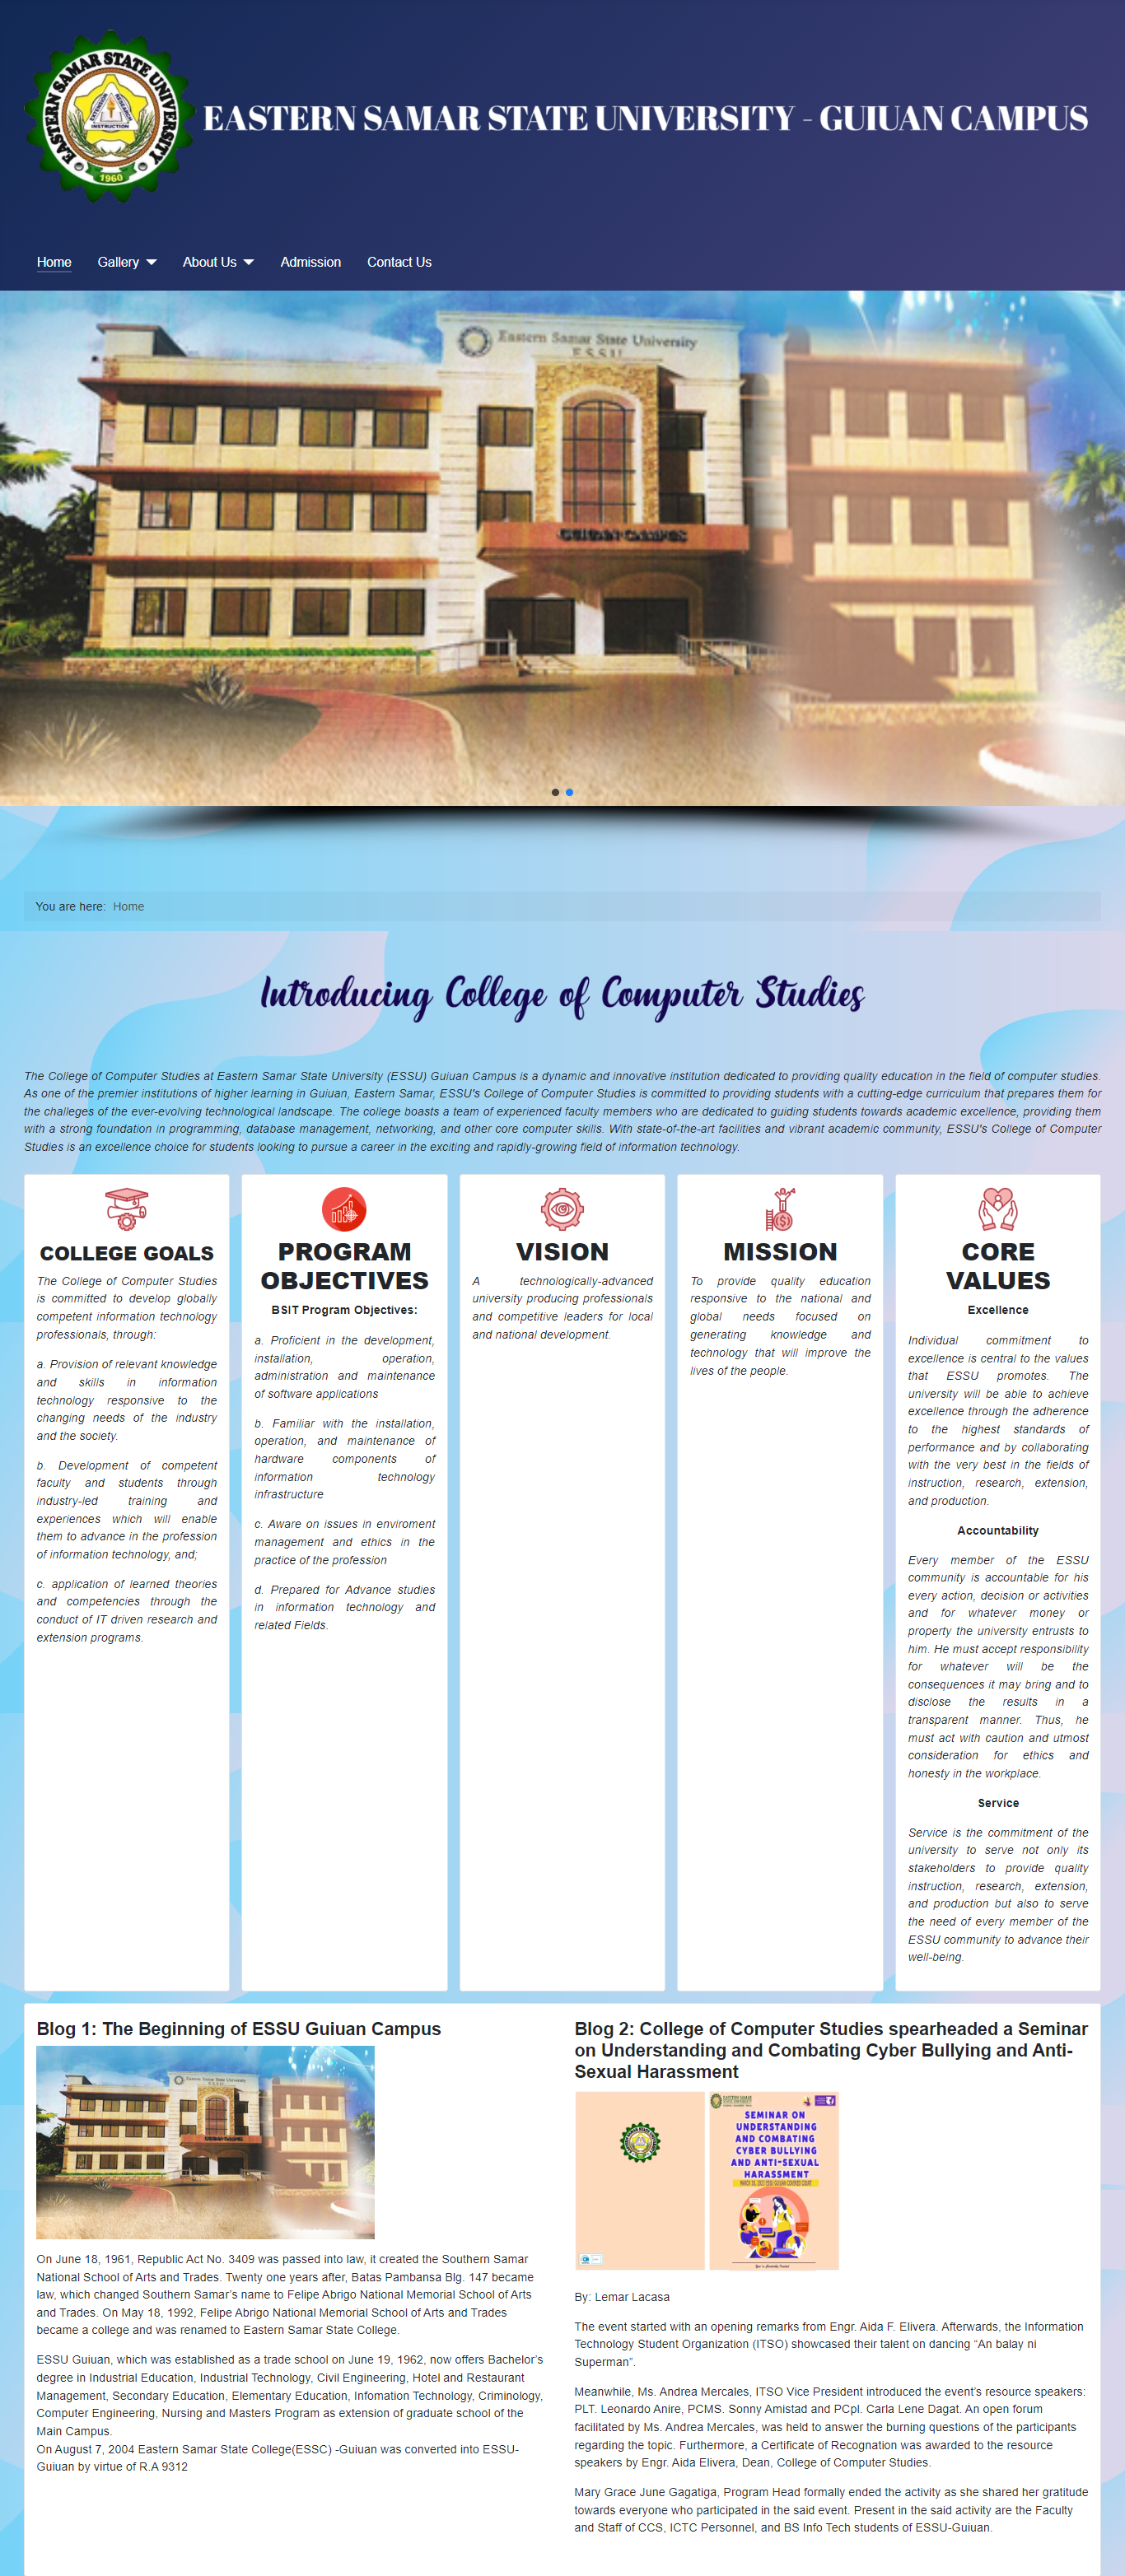 EASTERN SAMAR STATE UNIVERSITY
INSTRUCTION
1960
EASTERN SAMAR STATE UNIVERSITY - GUIUAN CAMPUS
Home Gallery About Us Admission Contact Us
Eastern Samar State University
E S S U
GUIUAN CAMPUS
You are here: Home
Introducing College of Computer Studies
The College of Computer Studies at Eastern Samar State University (ESSU) Guiuan Campus is a dynamic and innovative institution dedicated to providing quality education in the field of computer studies.
As one of the premier institutions of higher learning in Guiuan, Eastern Samar, ESSU's College of Computer Studies is committed to providing students with a cutting-edge curriculum that prepares them for
the challeges of the ever-evolving technological landscape. The college boasts a team of experienced faculty members who are dedicated to guiding students towards academic excellence, providing them
with a strong foundation in programming, database management, networking, and other core computer skills. With state-of-the-art facilities and vibrant academic community, ESSU's College of Computer
Studies is an excellence choice for students looking to pursue a career in the exciting and rapidly-growing field of information technology.
COLLEGE GOALS
The College of Computer Studies
is committed to develop globally
competent information technology
professionals, through:
a. Provision of relevant knowledge
and skills in information
technology responsive to the
changing needs of the industry
and the society.
b. Development of competent
faculty and students through
industry-led training and
experiences which will enable
them to advance in the profession
of information technology, and;
c. application of learned theories
and competencies through the
conduct of IT driven research and
extension programs.
PROGRAM
OBJECTIVES
BSIT Program Objectives:
a. Proficient in the development,
installation, operation,
administration and maintenance
of software applications
b. Familiar with the installation,
operation, and maintenance of
hardware components of
information technology
infrastructure
c. Aware on issues in enviroment
management and ethics in the
practice of the profession
d. Prepared for Advance studies
in information technology and
related Fields.
VISION
A technologically-advanced
university producing professionals
and competitive leaders for local
and national development.
MISSION
To provide quality education
responsive to the national and
global needs focused on
generating knowledge and
technology that will improve the
lives of the people.
CORE
VALUES
Excellence
Individual commitment to
excellence is central to the values
that ESSU promotes. The
university will be able to achieve
excellence through the adherence
to the highest standards of
performance and by collaborating
with the very best in the fields of
instruction, research, extension,
and production.
Accountability
Every member of the ESSU
community is accountable for his
every action, decision or activities
and for whatever money or
property the university entrusts to
him. He must accept responsibility
for whatever will be the
consequences it may bring and to
disclose the results in a
transparent manner. Thus, he
must act with caution and utmost
consideration for ethics and
honesty in the workplace.
Service
Service is the commitment of the
university to serve not only its
stakeholders to provide quality
instruction, research, extension,
and production but also to serve
the need of every member of the
ESSU community to advance their
well-being.
Blog 1: The Beginning of ESSU Guiuan Campus
Eastern Samar State University
On June 18, 1961, Republic Act No. 3409 was passed into law, it created the Southern Samar
National School of Arts and Trades. Twenty one years after, Batas Pambansa Blg. 147 became
law, which changed Southern Samar's name to Felipe Abrigo National Memorial School of Arts
and Trades. On May 18, 1992, Felipe Abrigo National Memorial School of Arts and Trades
became a college and was renamed to Eastern Samar State College.
ESSU Guiuan, which was established as a trade school on June 19, 1962, now offers Bachelor's
degree in Industrial Education, Industrial Technology, Civil Engineering, Hotel and Restaurant
Management, Secondary Education, Elementary Education, Infomation Technology, Criminology,
Computer Engineering, Nursing and Masters Program as extension of graduate school of the
Main Campus.
On August 7, 2004 Eastern Samar State College(ESSC) -Guiuan was converted into ESSU-
Guiuan by virtue of R.A 9312
Blog 2: College of Computer Studies spearheaded a Seminar
on Understanding and Combating Cyber Bullying and Anti-
Sexual Harassment
EASTERN SAMAR
STATE UNIVERSITY
SEMINAR ON
UNDERSTANDING
AND COMBATING
CYBER BULLYING
AND ANTI-SEXUAL
HARASSMENT
By: Lemar Lacasa
The event started with an opening remarks from Engr. Aida F. Elivera. Afterwards, the Information
Technology Student Organization (ITSO) showcased their talent on dancing “An balay ni
Superman”.
Meanwhile, Ms. Andrea Mercales, ITSO Vice President introduced the event's resource speakers:
PLT. Leonardo Anire, PCMS. Sonny Amistad and PCpl. Carla Lene Dagat. An open forum
facilitated by Ms. Andrea Mercales, was held to answer the burning questions of the participants
regarding the topic. Furthermore, a Certificate of Recognation was awarded to the resource
speakers by Engr. Aida Elivera, Dean, College of Computer Studies.
Mary Grace June Gagatiga, Program Head formally ended the activity as she shared her gratitude
towards everyone who participated in the said event. Present in the said activity are the Faculty
and Staff of CCS, ICTC Personnel, and BS Info Tech students of ESSU-Guiuan.